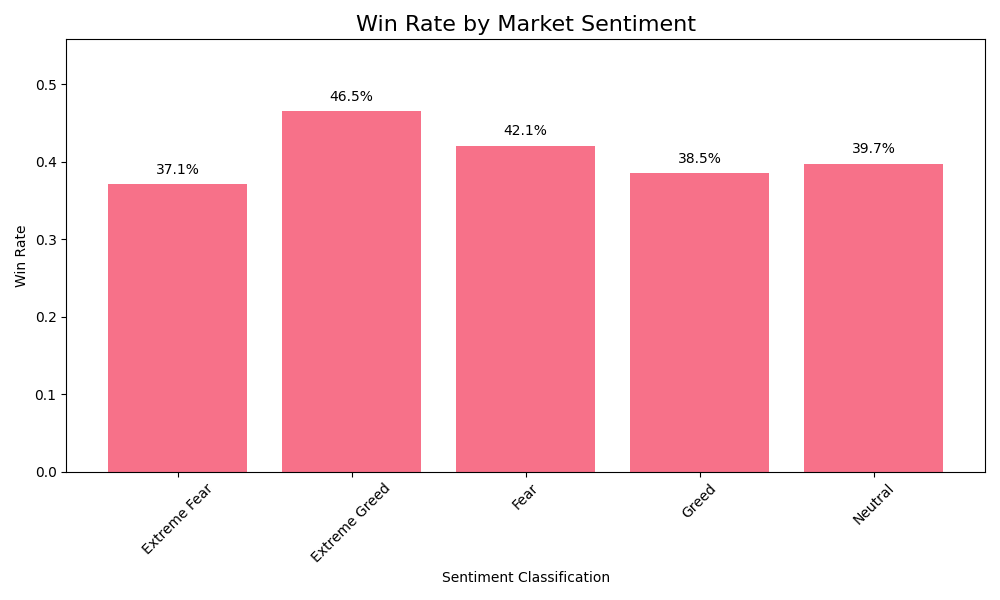 Win Rate by Market Sentiment
Win Rate
0.5
0.4
0.3
0.2
0.1
0.0
37.1%
46.5%
42.1%
38.5%
39.7%
Extreme Fear
Extreme Greed
Fear
Greed
Neutral
Sentiment Classification